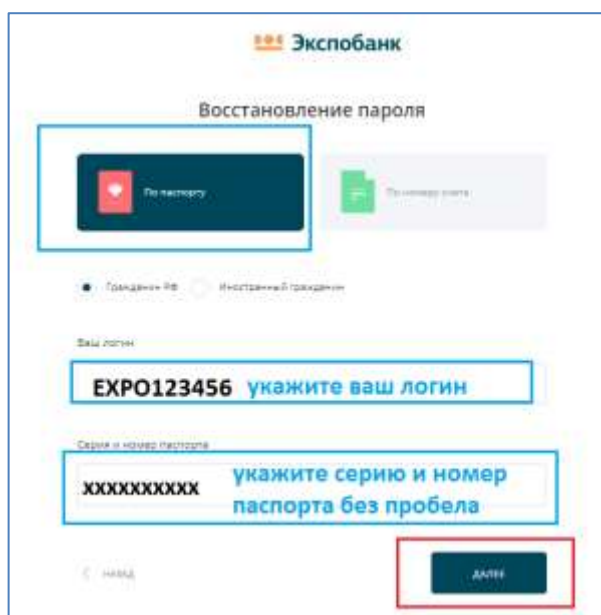 Экспобанк
Восстановление пароля
По паспорту
По номеру счета
Гражданин РФ
Иностранный гражданин
Ваш логин
EXPO123456 укажите ваш логин
Серия и номер паспорта
XXXXXXXXXX
укажите серию и номер
паспорта без пробела
НАЗАД
ДАЛЕЕ